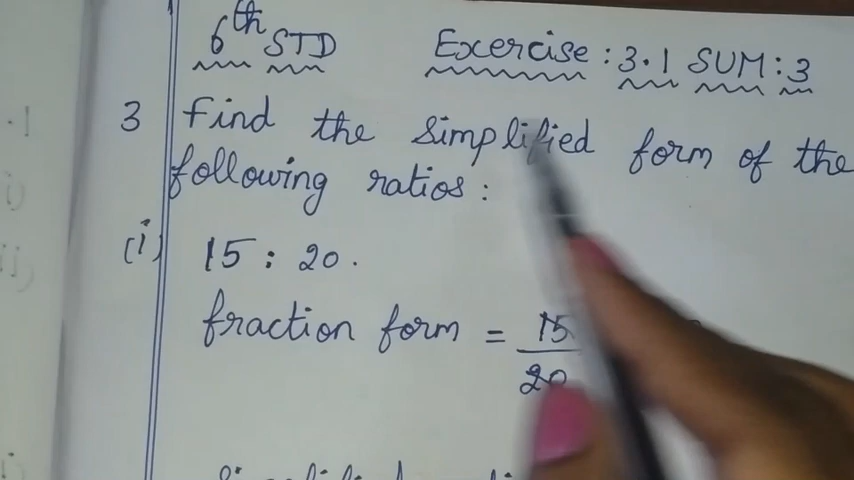 6th STD Exercise : 3.1 SUM : 3
3 Find the simplified form of the
following ratios :
(i) 15 : 20.
fraction form = 15
20